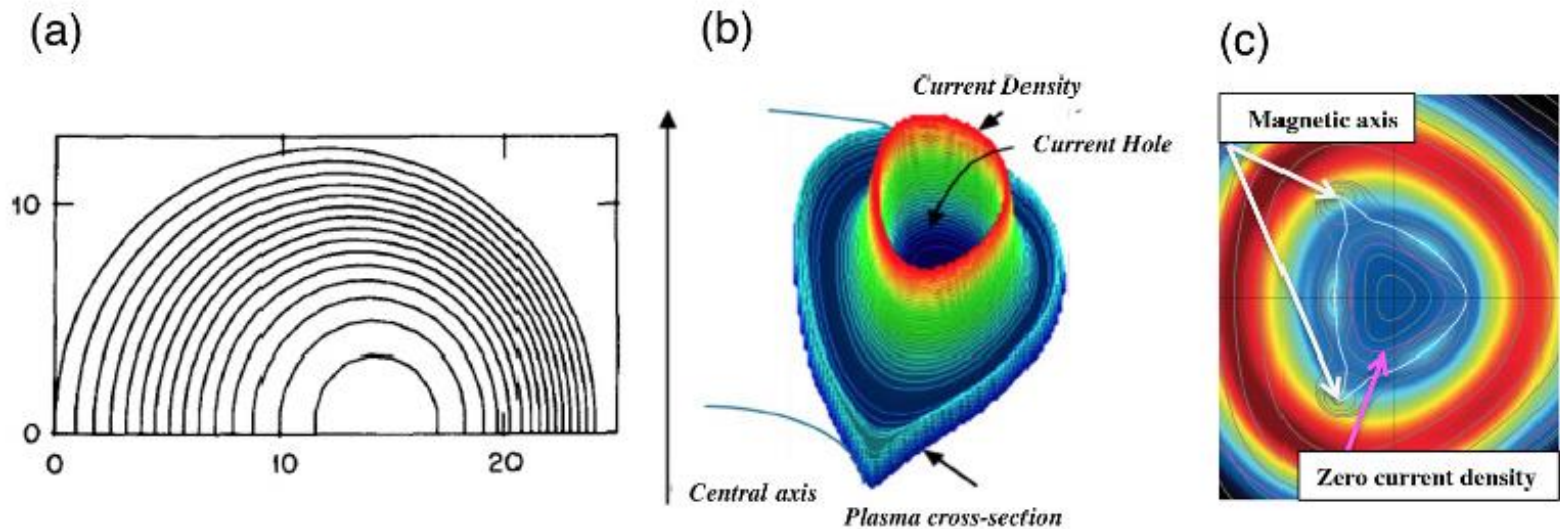 (a)
10
0
0
10
20
(b)
Current Density
Current Hole
Central axis
Plasma cross-section
(c)
Magnetic axis
Zero current density